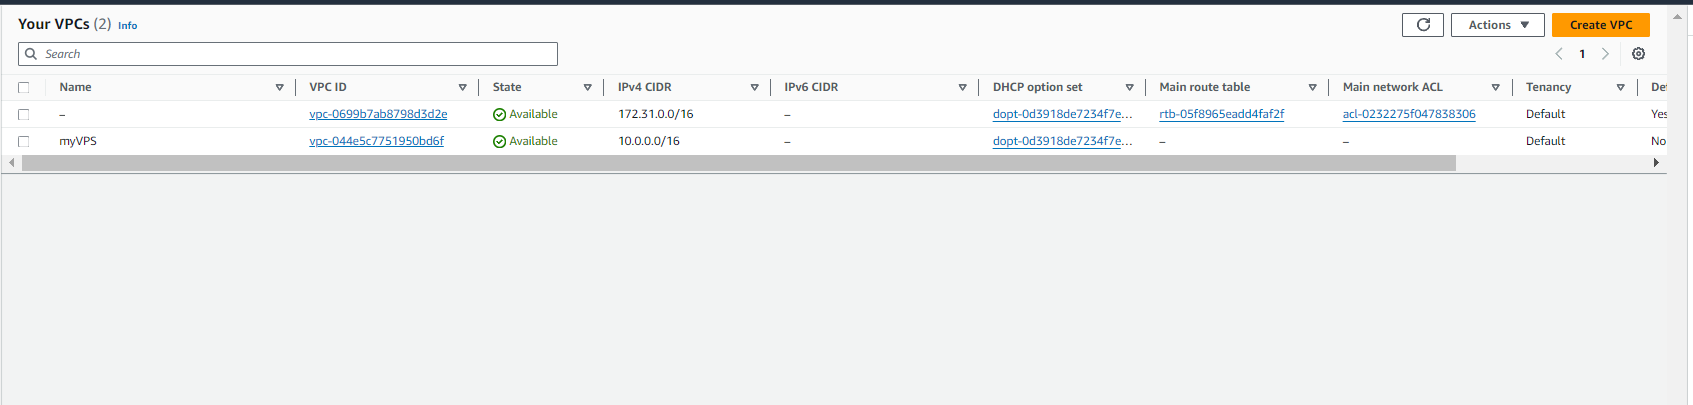 Your VPCs (2) Info
Actions
Create VPC
Search
1
Name VPC ID State IPv4 CIDR IPv6 CIDR DHCP option set Main route table Main network ACL Tenancy Def
– vpc-0699b7ab8798d3d2e Available 172.31.0.0/16 – dopt-0d3918de7234f7e... rtb-05f8965eadd4faf2f acl-0232275f047838306 Default Yes
myVPS vpc-044e5c7751950bd6f Available 10.0.0.0/16 – dopt-0d3918de7234f7e... – – Default No